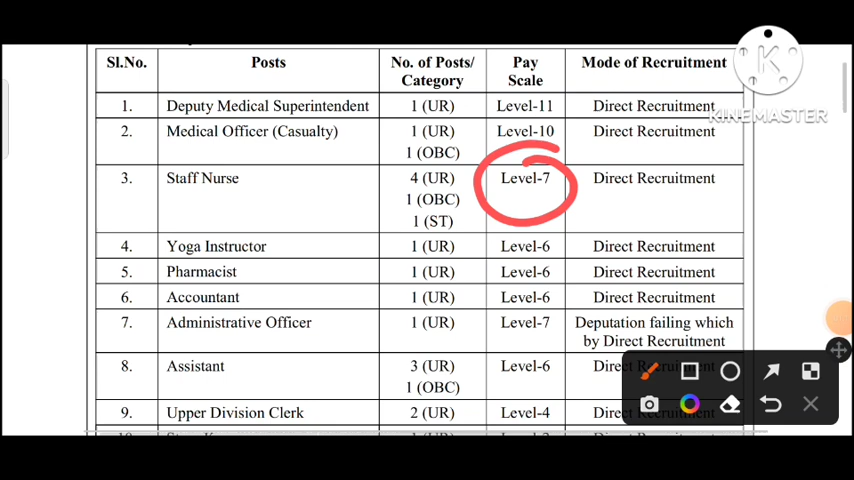 Sl.No. Posts No. of Posts/ Category Pay Scale Mode of Recruitment
K
KINEMASTER
1. Deputy Medical Superintendent 1 (UR) Level-11 Direct Recruitment
2. Medical Officer (Casualty) 1 (UR) Level-10 Direct Recruitment
1 (OBC)
3. Staff Nurse 4 (UR) Level-7 Direct Recruitment
1 (OBC)
1 (ST)
4. Yoga Instructor 1 (UR) Level-6 Direct Recruitment
5. Pharmacist 1 (UR) Level-6 Direct Recruitment
6. Accountant 1 (UR) Level-6 Direct Recruitment
7. Administrative Officer 1 (UR) Level-7 Deputation failing which
by Direct Recruitment
8. Assistant 3 (UR) Level-6
1 (OBC)
9. Upper Division Clerk 2 (UR) Level-4